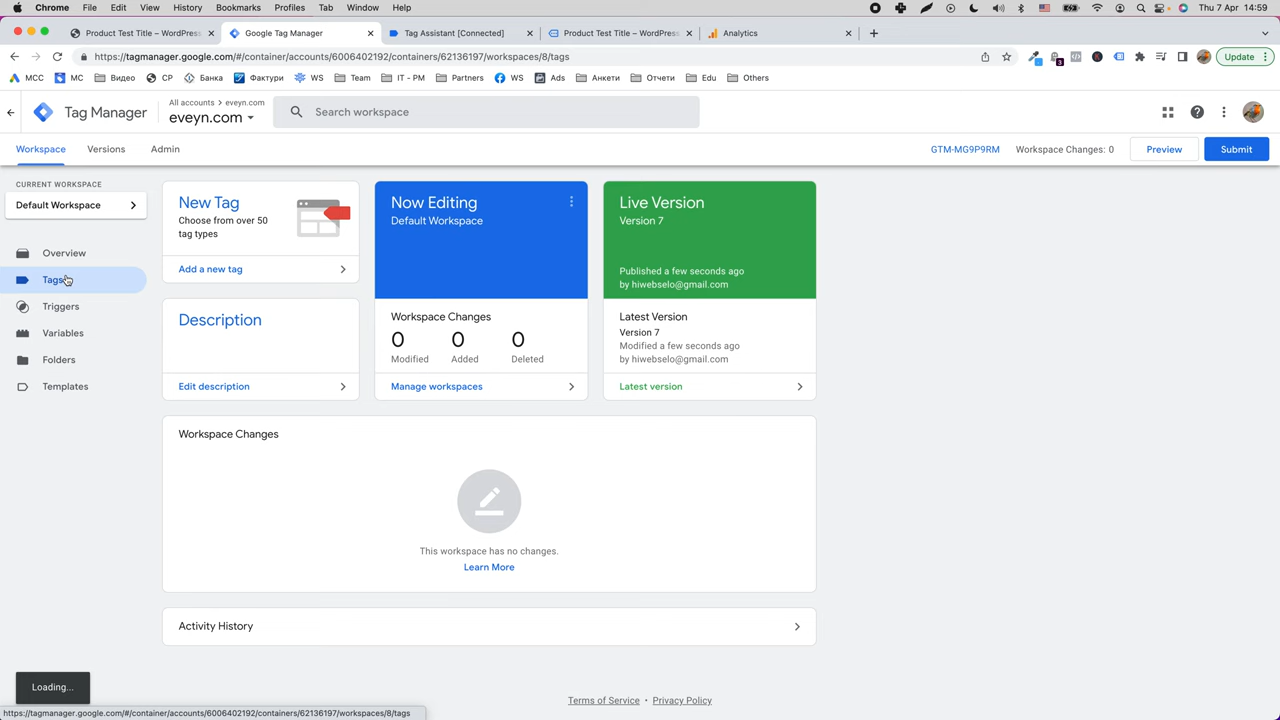 Chrome File Edit View History Bookmarks Profiles Tab Window Help Thu 7 Apr 14:59
Product Test Title – WordPress Google Tag Manager Tag Assistant [Connected] Product Test Title – WordPress Analytics
https://tagmanager.google.com/#/container/accounts/6006402192/containers/62136197/workspaces/8/tags Update
MCC МС Видео СР Банка Фактури WS Team IT - PM Partners WS Ads Анкети Отчети Edu Others
Tag Manager
All accounts > eveyn.com
eveyn.com
Search workspace
Workspace Versions Admin
GTM-MG9P9RM Workspace Changes: 0 Preview Submit
CURRENT WORKSPACE
Default Workspace
Overview
Tags
Triggers
Variables
Folders
Templates
New Tag
Choose from over 50
tag types
Add a new tag
Description
Edit description
Now Editing
Default Workspace
Workspace Changes
0 0 0
Modified Added Deleted
Manage workspaces
Live Version
Version 7
Published a few seconds ago
by hiwebselo@gmail.com
Latest Version
Version 7
Modified a few seconds ago
by hiwebselo@gmail.com
Latest version
Workspace Changes
This workspace has no changes.
Learn More
Activity History
Loading...
Terms of Service • Privacy Policy
https://tagmanager.google.com/#/container/accounts/6006402192/containers/62136197/workspaces/8/tags